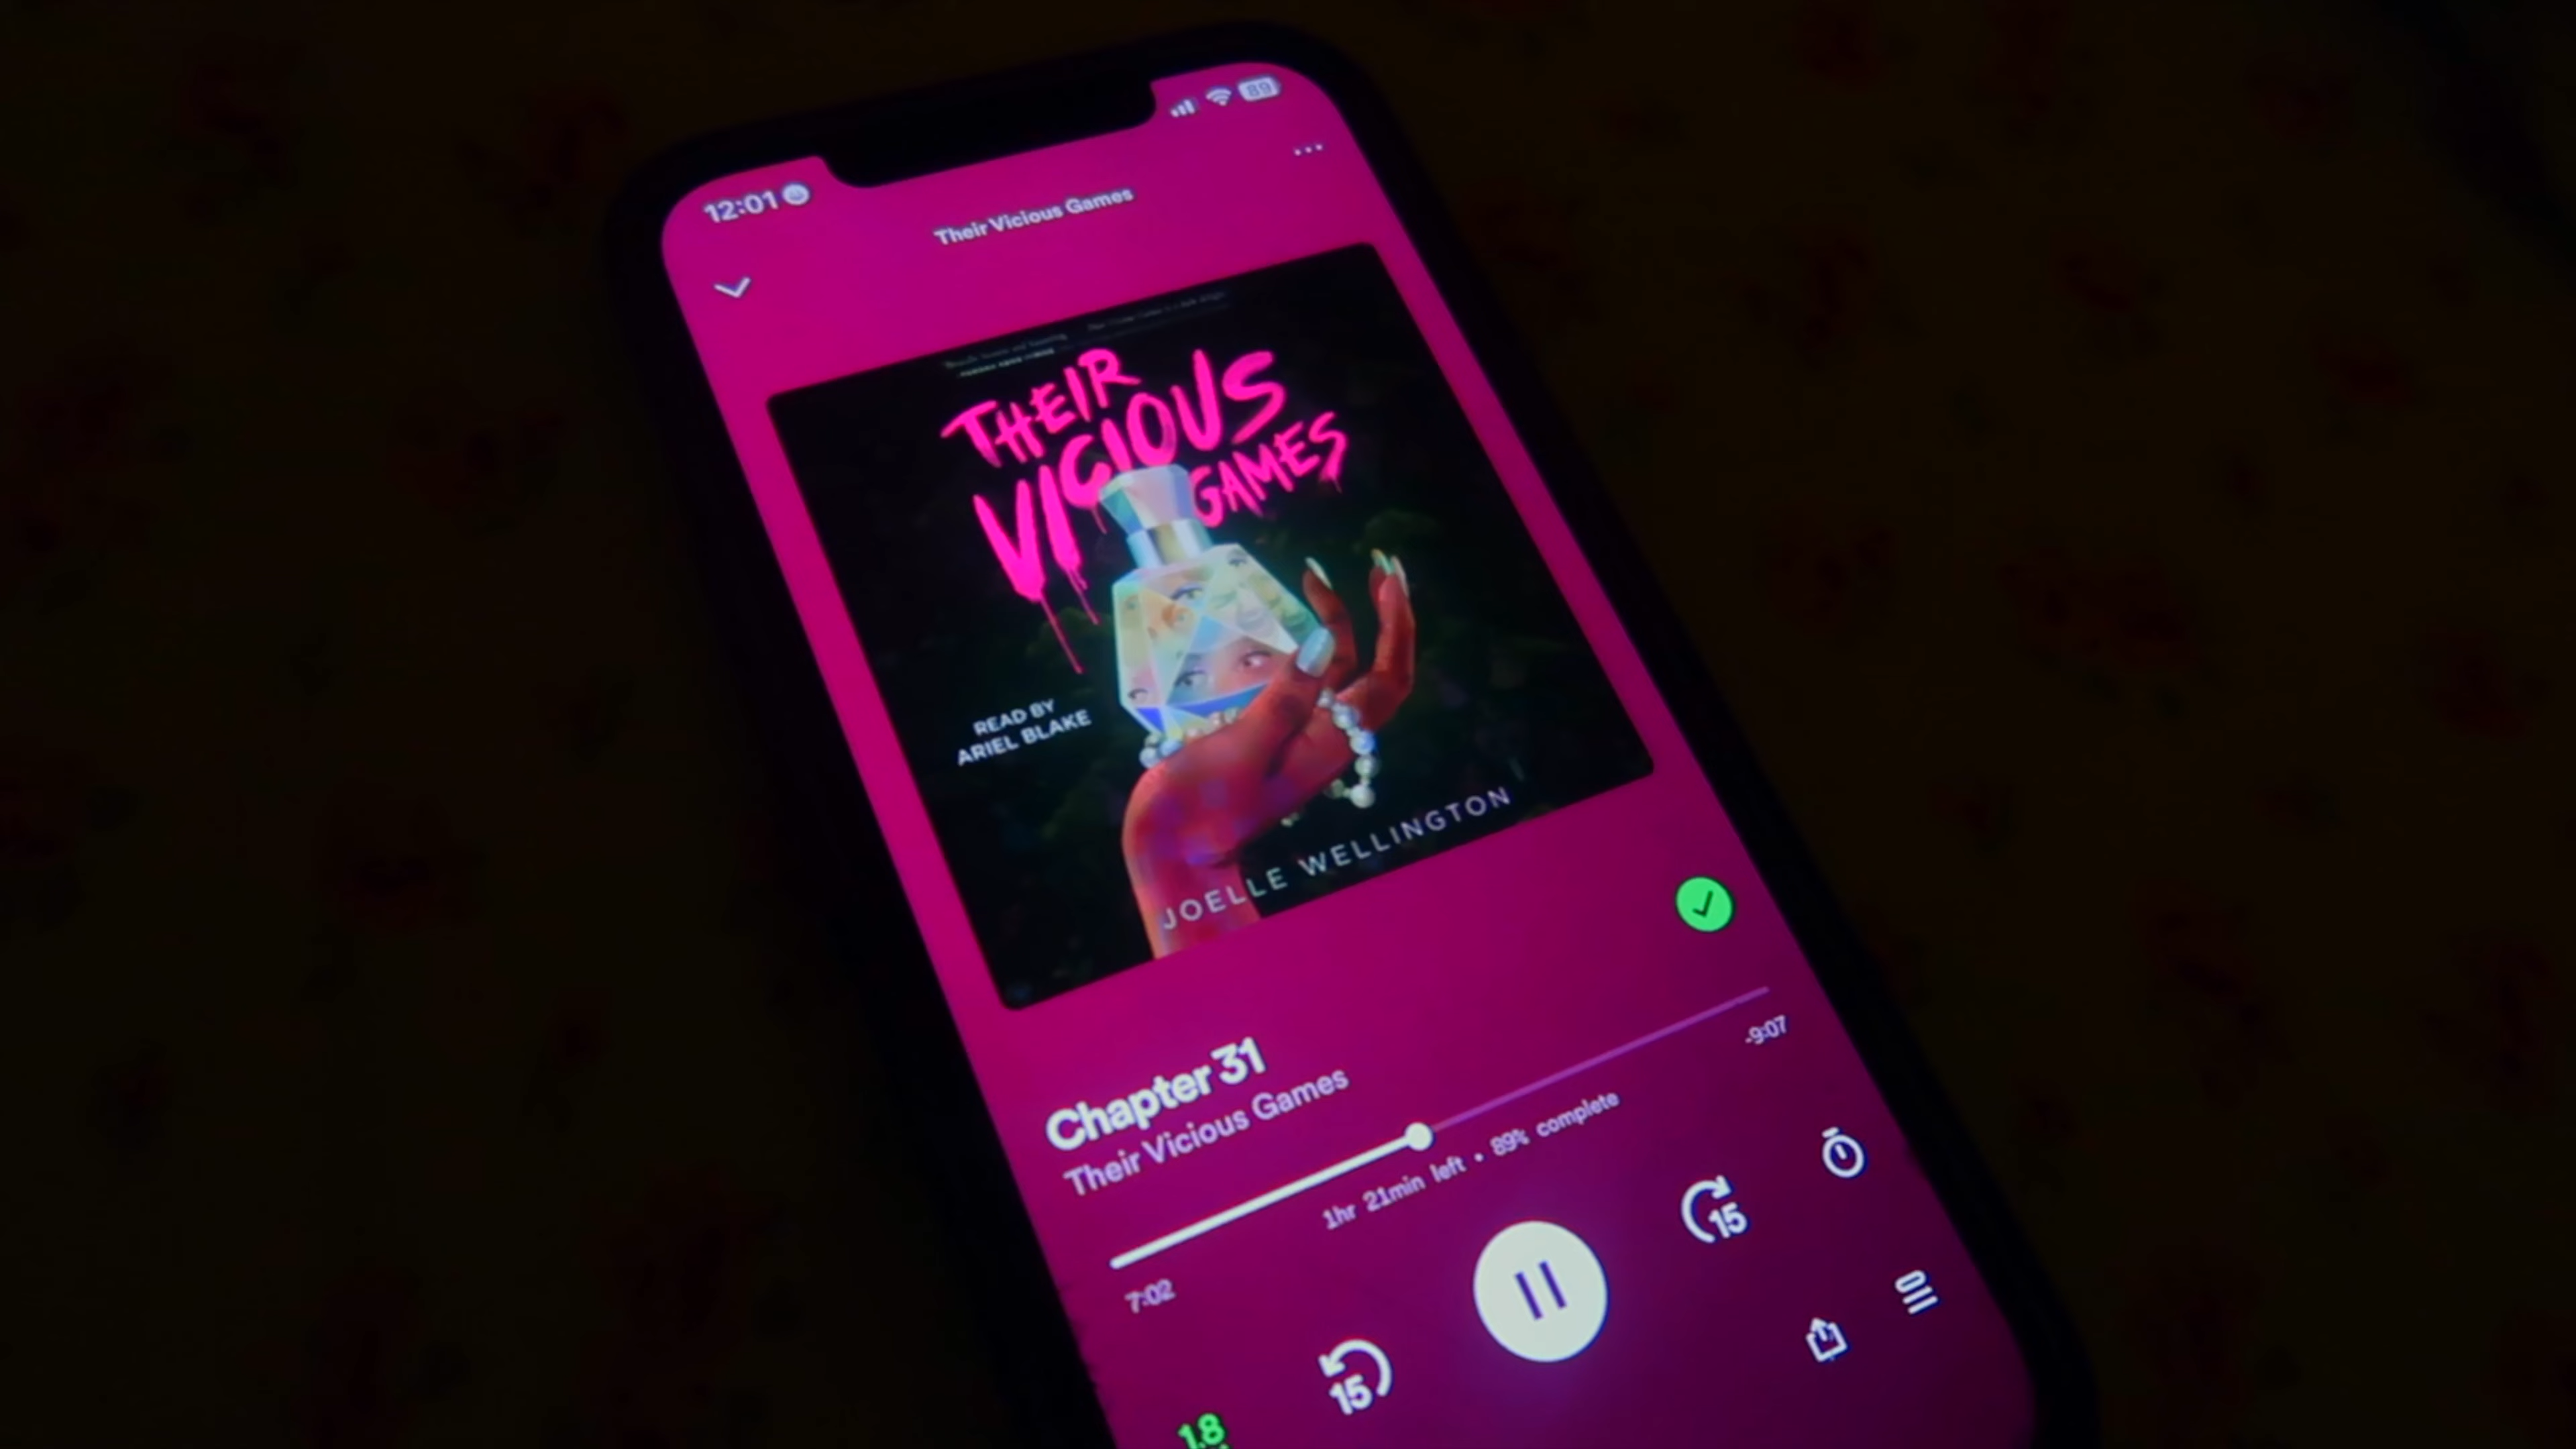 12:01
89
Their Vicious Games
THEIR
VICIOUS
GAMES
READ BY
ARIEL BLAKE
JOELLE WELLINGTON
Chapter 31
Their Vicious Games
7:02
-9:07
1hr 21min left • 89% complete
15
15
1.8